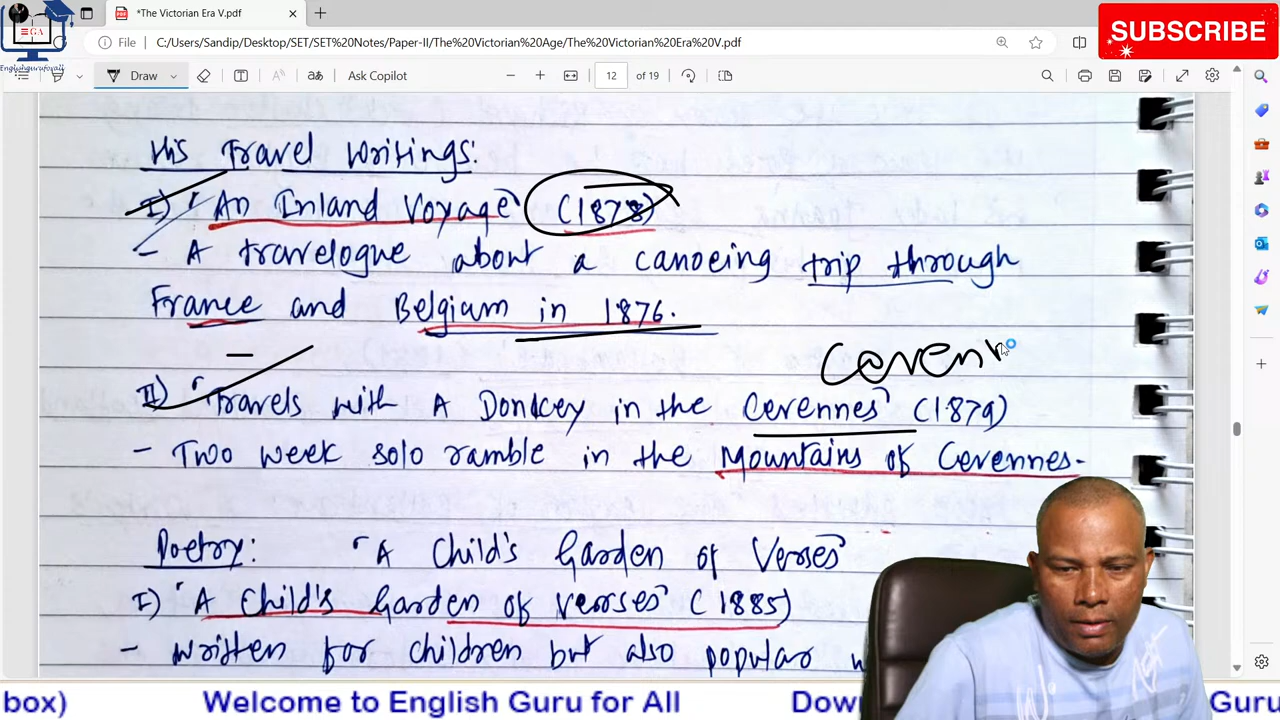 *The Victorian Era V.pdf
SUBSCRIBE
EGA
Englishguruforall
File C:/Users/Sandip/Desktop/SET/SET%20Notes/Paper-II/The%20Victorian%20Age/The%20Victorian%20Era%20V.pdf
Draw Ask Copilot 12 of 19
His Travel Writings:
I) 'An Inland Voyage' (1878)
- A travelogue about a canoeing trip through
France and Belgium in 1876.
Ceven
II) 'Travels with A Donkey in the Cevennes' (1879)
- Two week solo ramble in the Mountains of Cevennes.
Poetry: 'A Child's Garden of Verses'
I) 'A Child's Garden of Verses' (1885)
- written for children but also popular
box) Welcome to English Guru for All Dow Guru